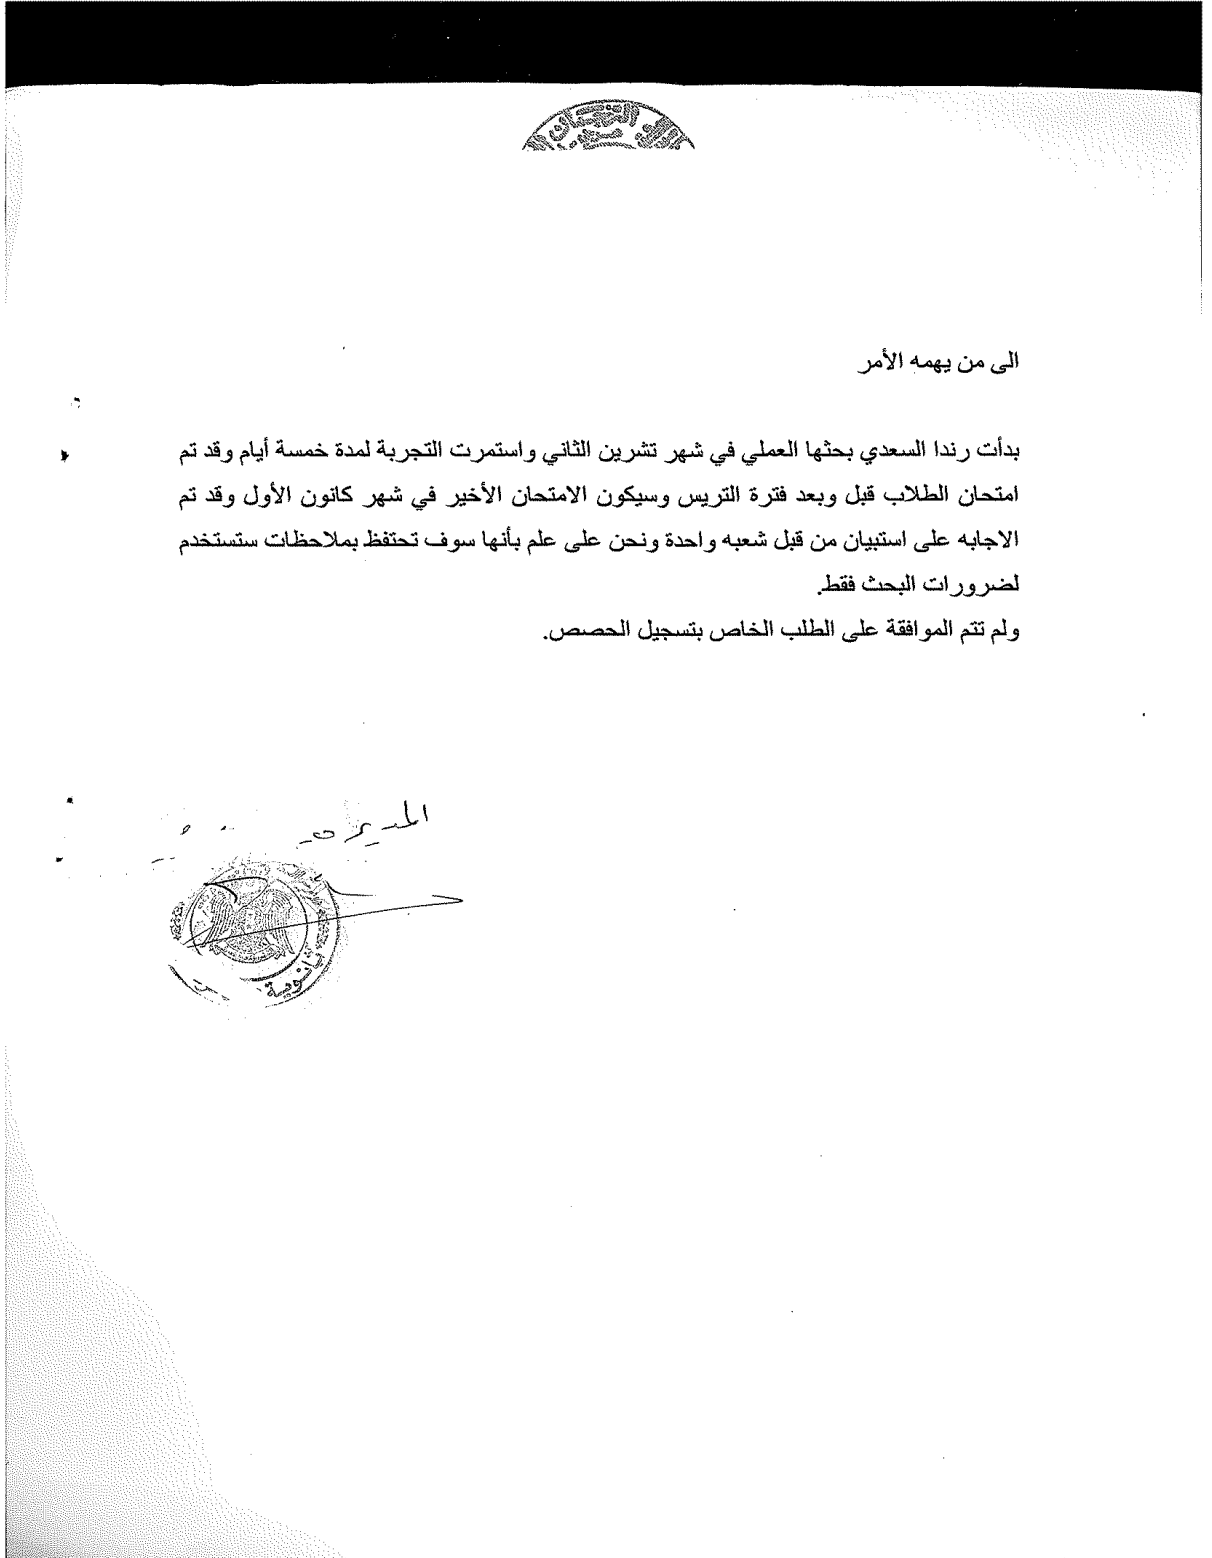 الى من يهمه الأمر
بدأت رندا السعدي بحثها العملي في شهر تشرين الثاني واستمرت التجربة لمدة خمسة أيام وقد تم
امتحان الطلاب قبل وبعد فترة التريس وسيكون الامتحان الأخير في شهر كانون الأول وقد تم
الاجابه على استبيان من قبل شعبه واحدة ونحن على علم بأنها سوف تحتفظ بملاحظات ستستخدم
لضرورات البحث فقط.
ولم تتم الموافقة على الطلب الخاص بتسجيل الحصص.
ثانوية